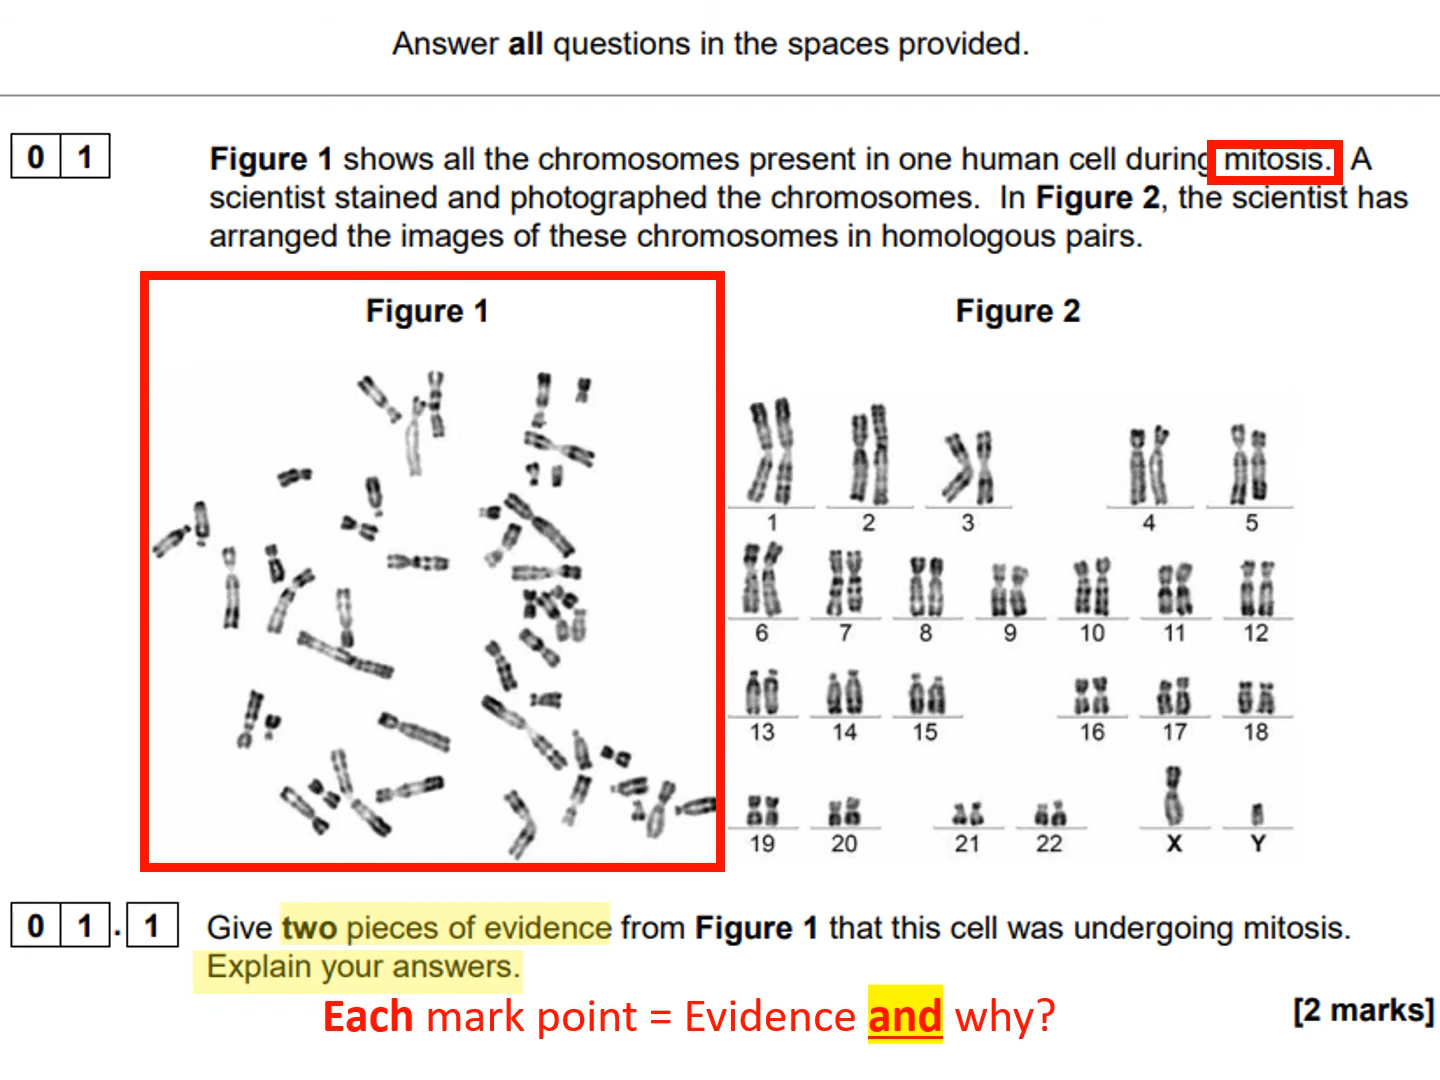 Answer all questions in the spaces provided.
0 1
Figure 1 shows all the chromosomes present in one human cell during mitosis. A
scientist stained and photographed the chromosomes. In Figure 2, the scientist has
arranged the images of these chromosomes in homologous pairs.
Figure 1
Figure 2
1 2 3 4 5
6 7 8 9 10 11 12
13 14 15 16 17 18
19 20 21 22 X Y
0 1 . 1
Give two pieces of evidence from Figure 1 that this cell was undergoing mitosis.
Explain your answers.
Each mark point = Evidence and why?
[2 marks]